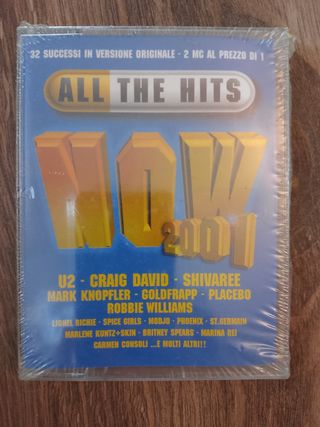 32 SUCCESSI IN VERSIONE ORIGINALE - 2 MC AL PREZZO DI 1
ALL THE HITS
NOW
2001
U2 - CRAIG DAVID - SHIVAREE
MARK KNOPFLER - GOLDFRAPP - PLACEBO
ROBBIE WILLIAMS
LIONEL RICHIE - SPICE GIRLS - MODJO - PHOENIX - ST.GERMAIN
MARLENE KUNTZ+SKIN - BRITNEY SPEARS - MARINA REI
CARMEN CONSOLI ...E MOLTI ALTRI!!